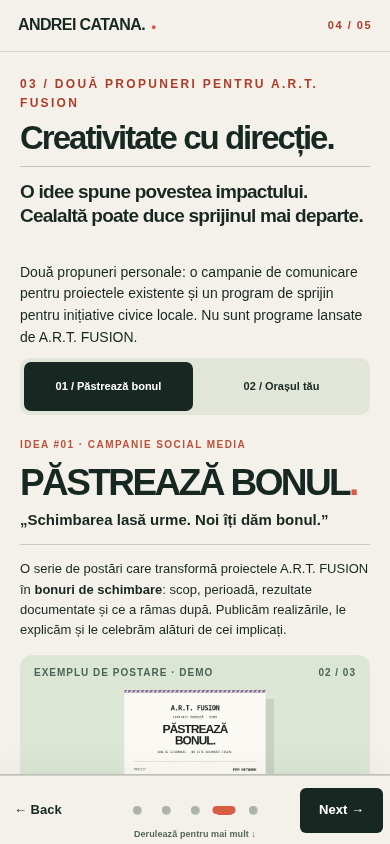 ANDREI CATANA.
04 / 05
03 / DOUĂ PROPUNERI PENTRU A.R.T.
FUSION
Creativitate cu direcție.
O idee spune povestea impactului.
Cealaltă poate duce sprijinul mai departe.
Două propuneri personale: o campanie de comunicare
pentru proiectele existente și un program de sprijin
pentru inițiative civice locale. Nu sunt programe lansate
de A.R.T. FUSION.
01 / Păstrează bonul
02 / Orașul tău
IDEA #01 · CAMPANIE SOCIAL MEDIA
PĂSTREAZĂ BONUL.
„Schimbarea lasă urme. Noi îți dăm bonul.”
O serie de postări care transformă proiectele A.R.T. FUSION
în bonuri de schimbare: scop, perioadă, rezultate
documentate și ce a rămas după. Publicăm realizările, le
explicăm și le celebrăm alături de cei implicați.
EXEMPLU DE POSTARE · DEMO
02 / 03
A.R.T. FUSION
PĂSTREAZĂ
BONUL.
← Back
Next →
Derulează pentru mai mult ↓